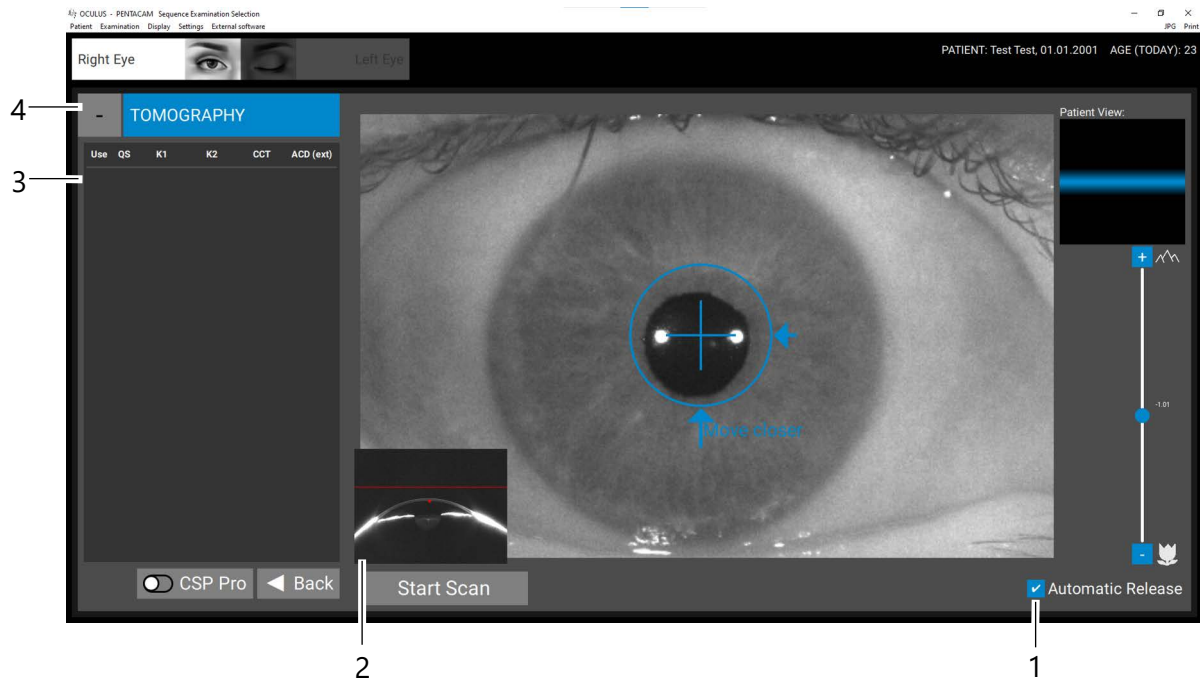 OCULUS - PENTACAM Sequence Examination Selection
Patient Examination Display Settings External software
JPG Print
Right Eye
Left Eye
PATIENT: Test Test, 01.01.2001 AGE (TODAY): 23
4
- TOMOGRAPHY
Patient View:
Use QS K1 K2 CCT ACD (ext)
3
+
-1.01
Move closer
-
CSP Pro
Back
Start Scan
Automatic Release
2
1